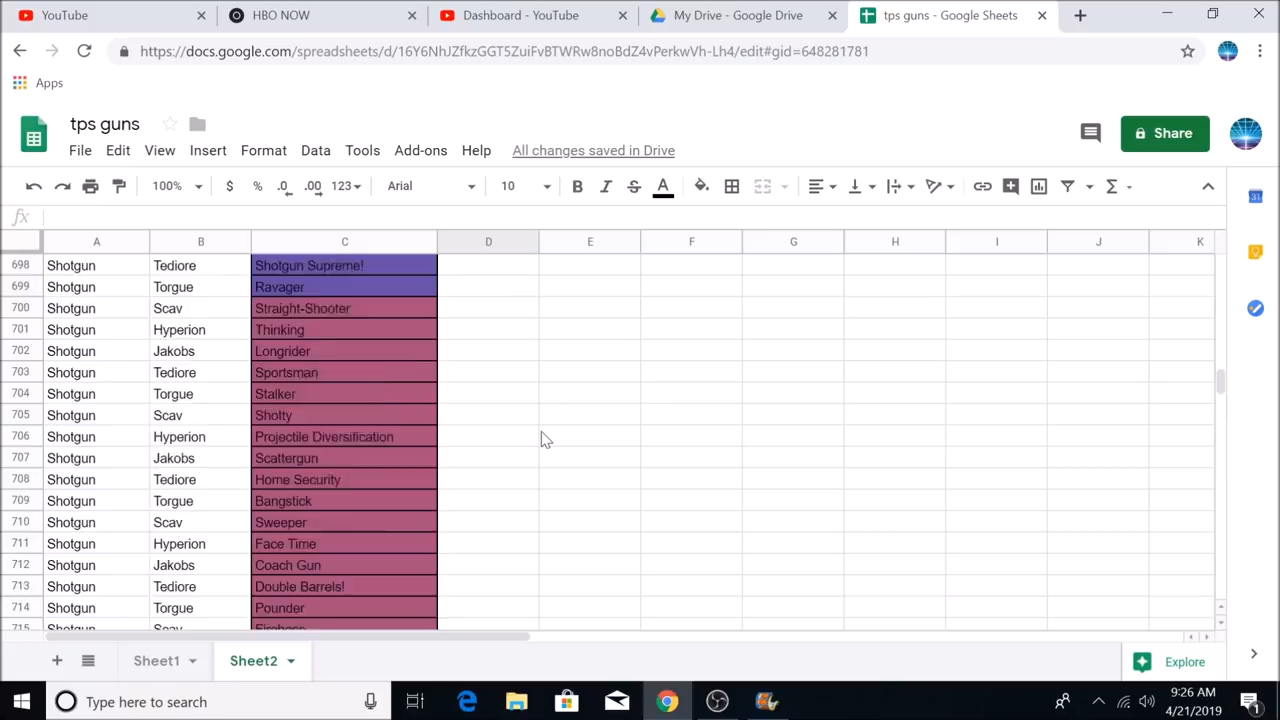 YouTube
HBO NOW
Dashboard - YouTube
My Drive - Google Drive
tps guns - Google Sheets
https://docs.google.com/spreadsheets/d/16Y6NhJZfkzGGT5ZuiFvBTWRw8noBdZ4vPerkwVh-Lh4/edit#gid=648281781
Apps
tps guns
Share
File Edit View Insert Format Data Tools Add-ons Help All changes saved in Drive
100% $ % .0 .00 123 Arial 10 B I S A Σ
fx
A B C D E F G H I J K
698 Shotgun Tediore Shotgun Supreme!
699 Shotgun Torgue Ravager
700 Shotgun Scav Straight-Shooter
701 Shotgun Hyperion Thinking
702 Shotgun Jakobs Longrider
703 Shotgun Tediore Sportsman
704 Shotgun Torgue Stalker
705 Shotgun Scav Shotty
706 Shotgun Hyperion Projectile Diversification
707 Shotgun Jakobs Scattergun
708 Shotgun Tediore Home Security
709 Shotgun Torgue Bangstick
710 Shotgun Scav Sweeper
711 Shotgun Hyperion Face Time
712 Shotgun Jakobs Coach Gun
713 Shotgun Tediore Double Barrels!
714 Shotgun Torgue Pounder
715 Shotgun Scav Firehose
Sheet1 Sheet2 Explore
Type here to search
9:26 AM
4/21/2019